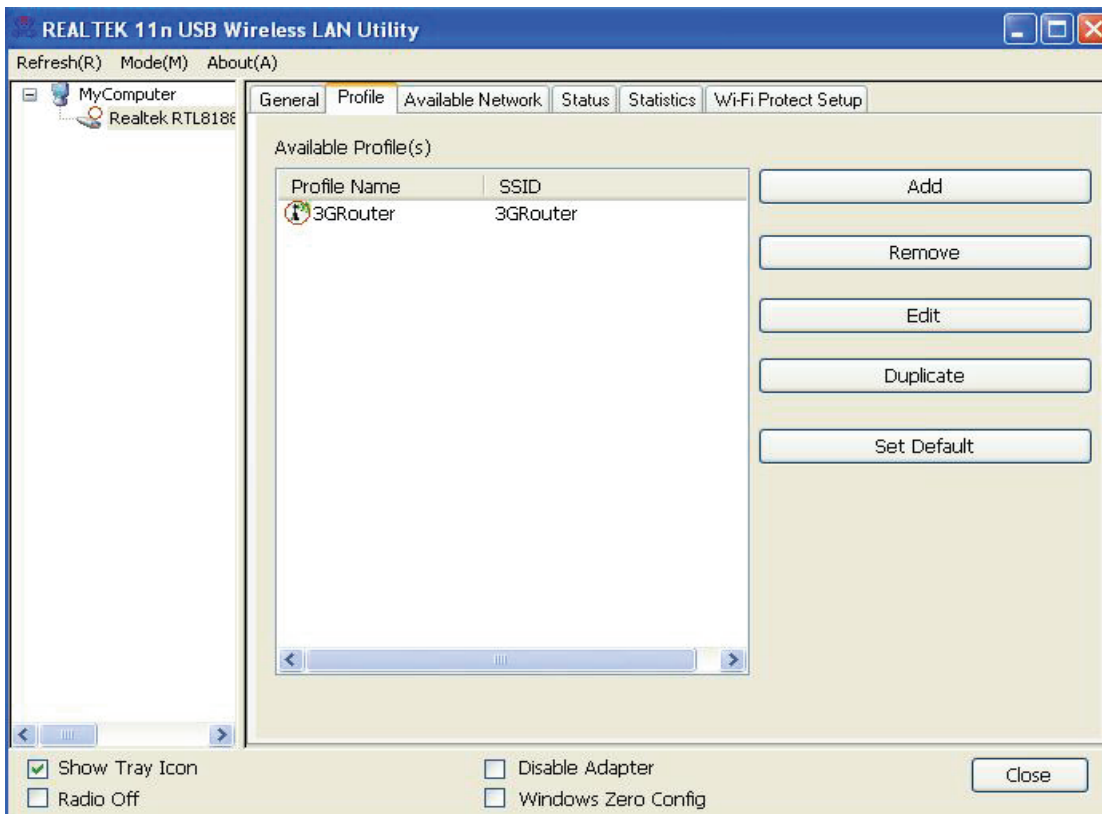 REALTEK 11n USB Wireless LAN Utility
Refresh(R) Mode(M) About(A)
MyComputer
Realtek RTL8188
General Profile Available Network Status Statistics Wi-Fi Protect Setup
Available Profile(s)
Profile Name SSID
3GRouter 3GRouter
Add
Remove
Edit
Duplicate
Set Default
Show Tray Icon
Radio Off
Disable Adapter
Windows Zero Config
Close